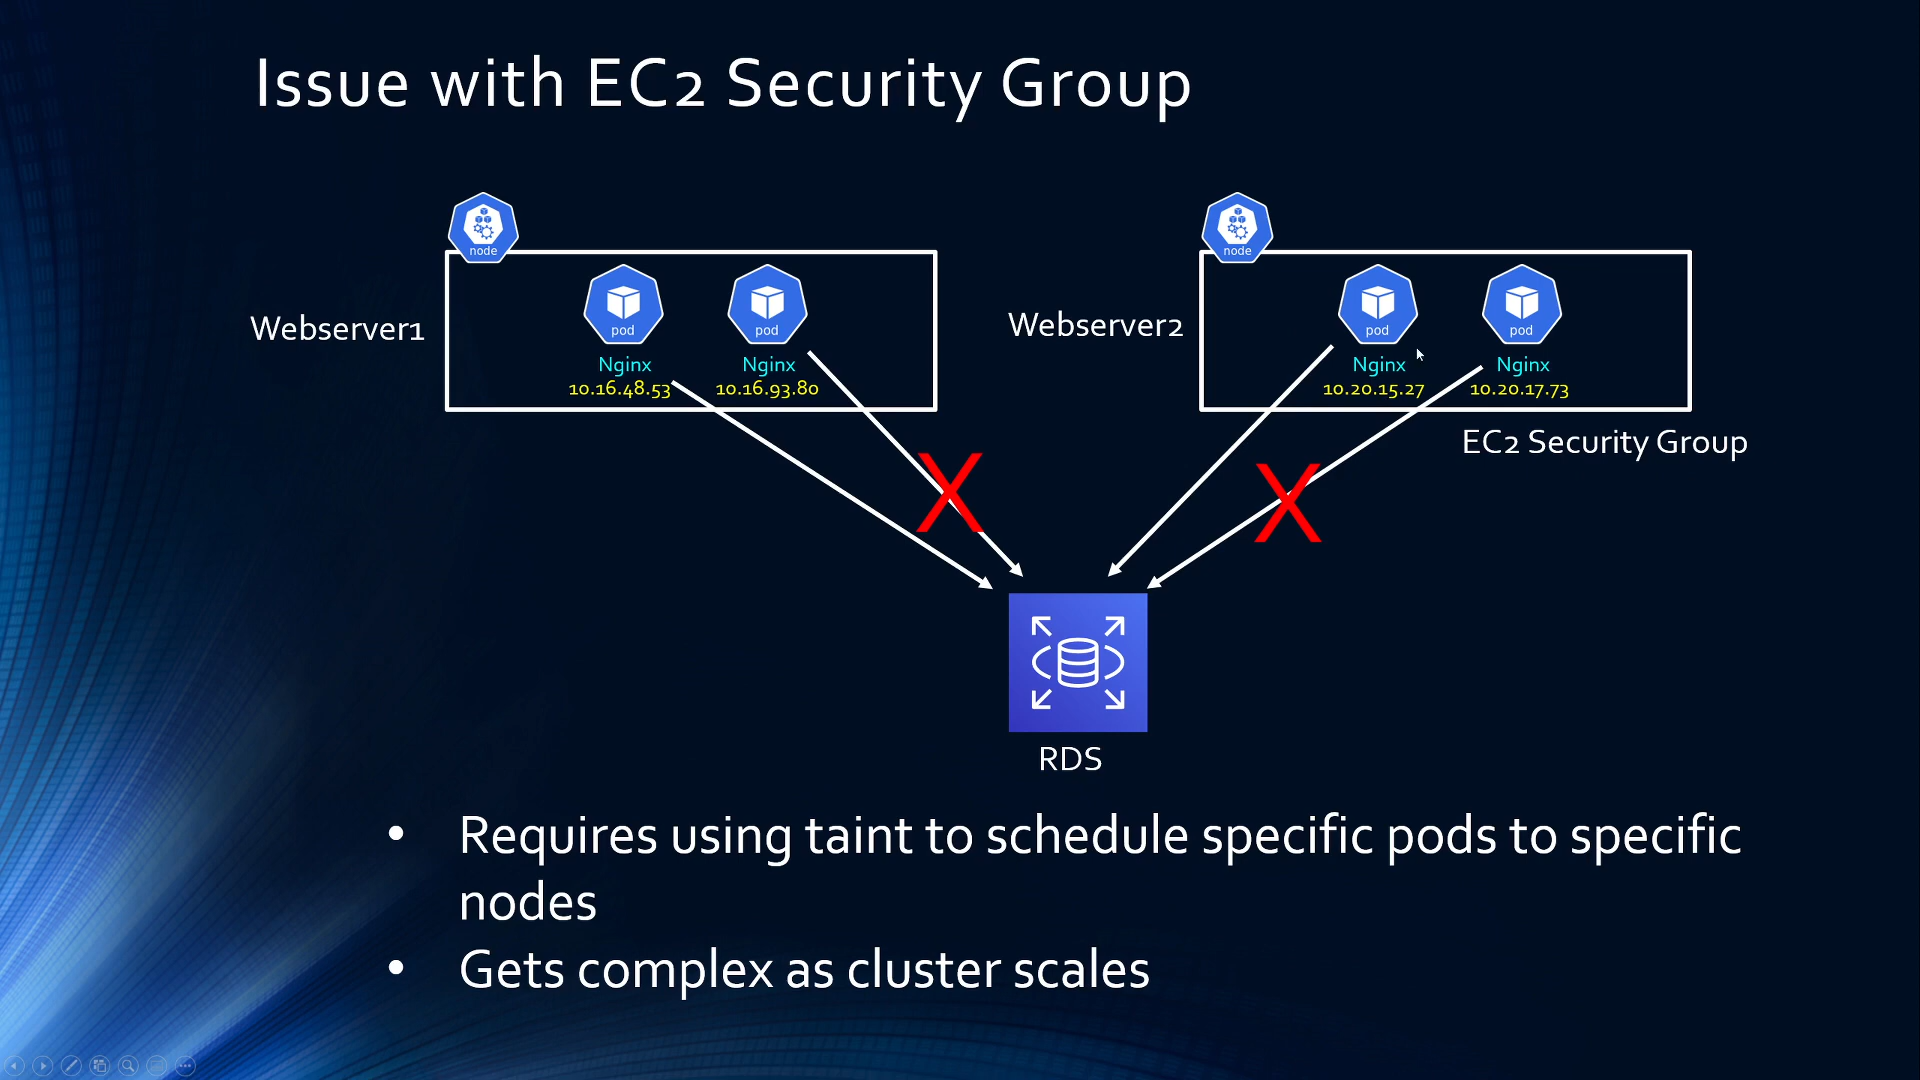 Issue with EC2 Security Group
node
node
Webserver1
pod
pod
Nginx
Nginx
10.16.48.53
10.16.93.80
Webserver2
pod
pod
Nginx
Nginx
10.20.15.27
10.20.17.73
EC2 Security Group
X
X
RDS
• Requires using taint to schedule specific pods to specific
nodes
• Gets complex as cluster scales